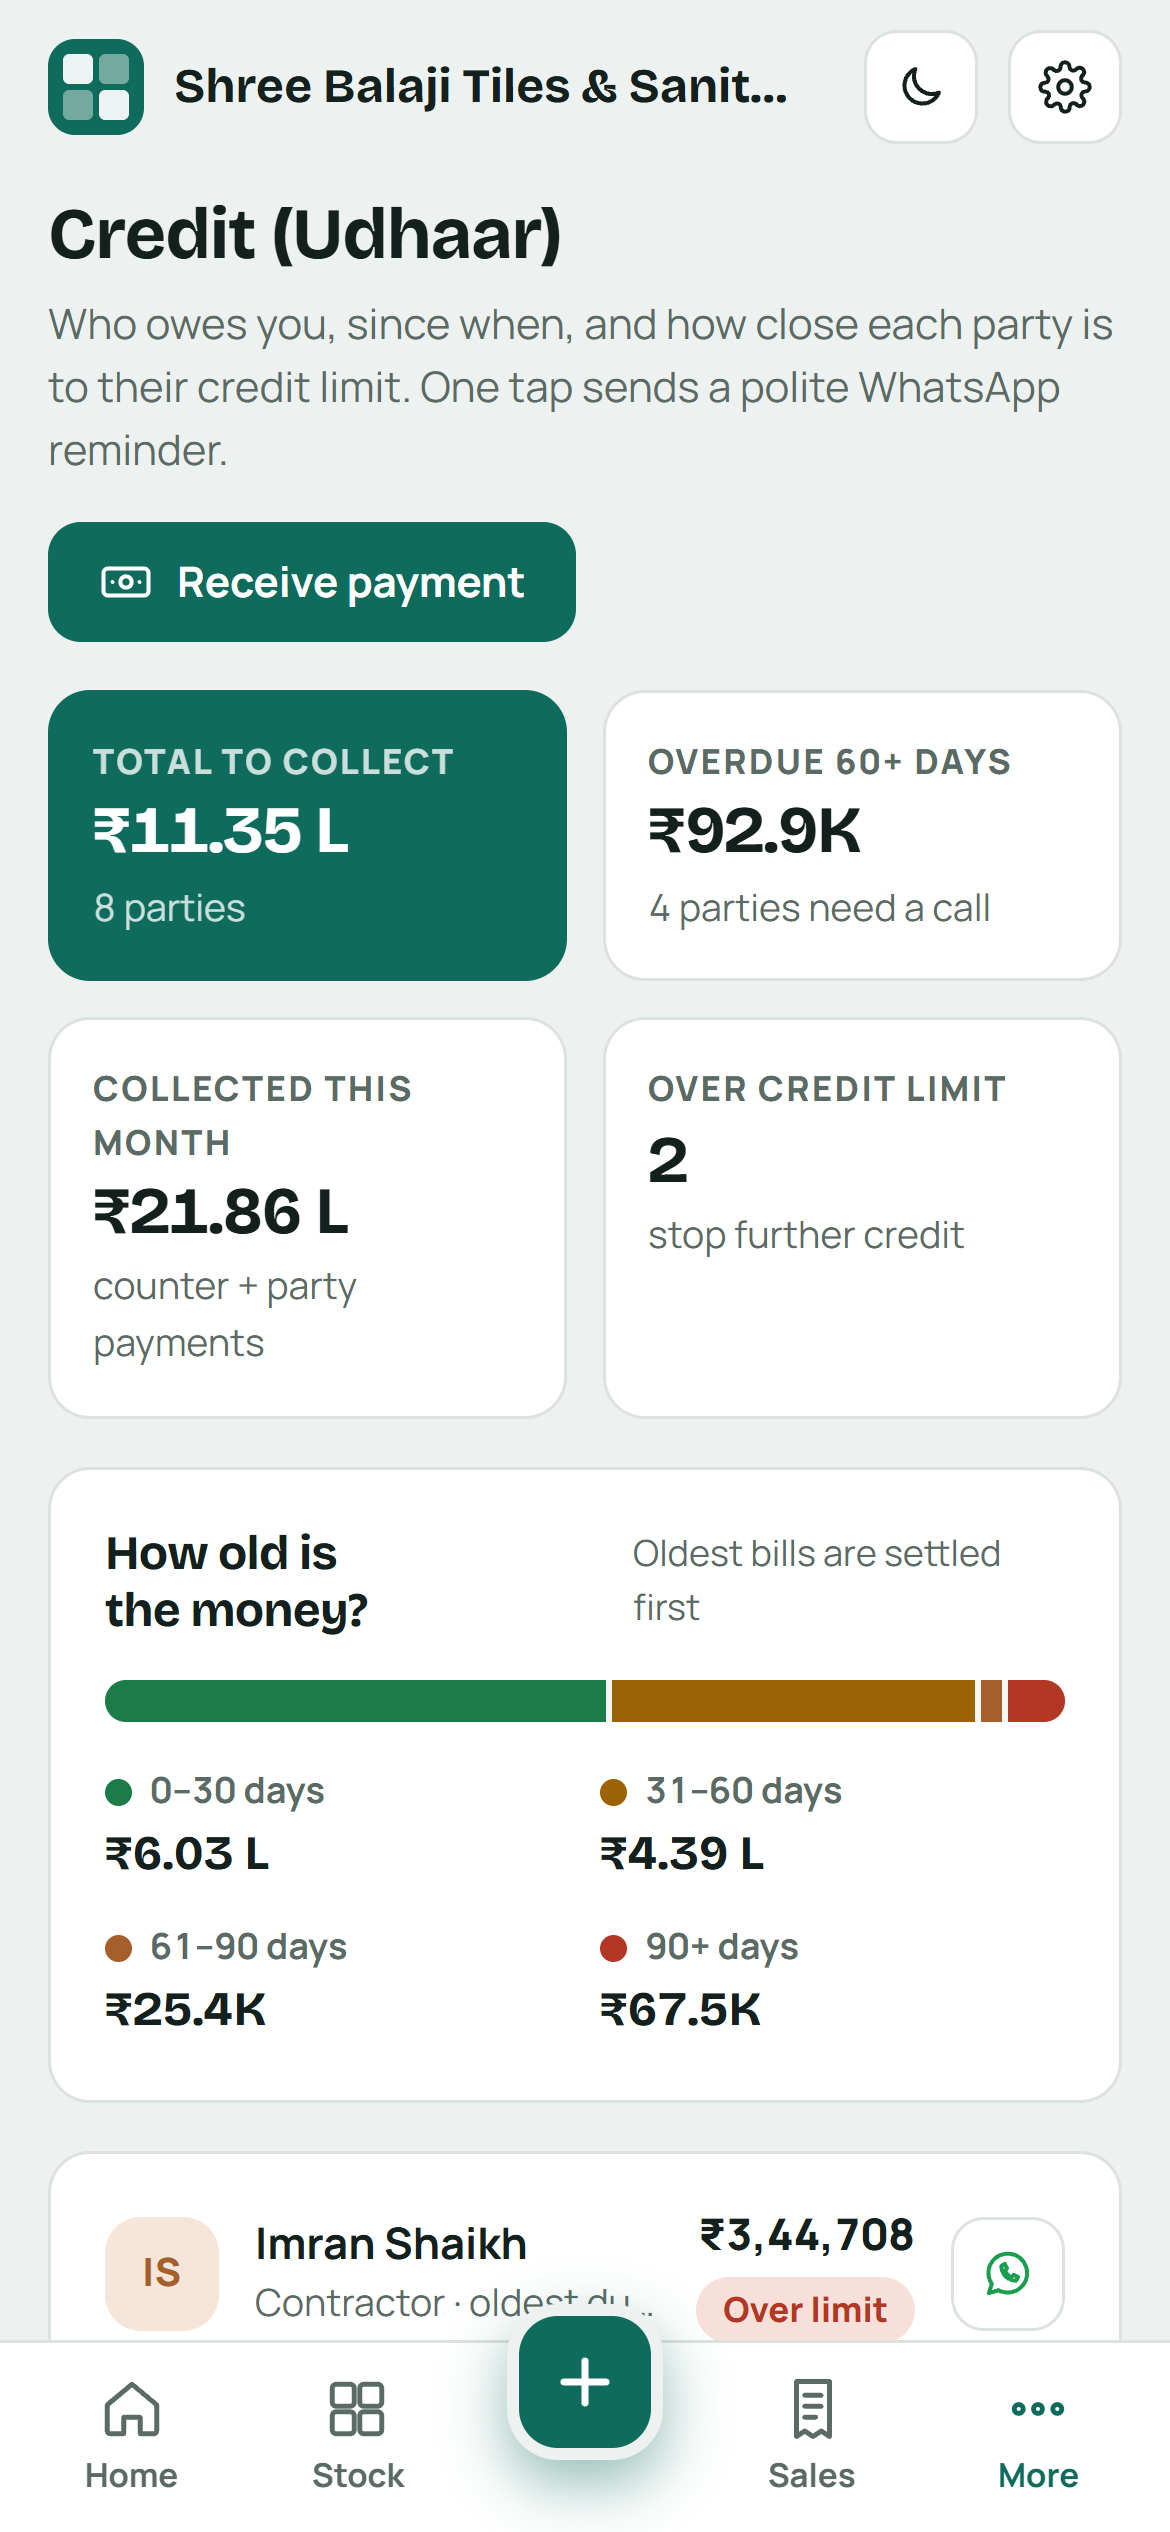 Shree Balaji Tiles & Sanit...
Credit (Udhaar)
Who owes you, since when, and how close each party is
to their credit limit. One tap sends a polite WhatsApp
reminder.
Receive payment
TOTAL TO COLLECT
₹11.35 L
8 parties
OVERDUE 60+ DAYS
₹92.9K
4 parties need a call
COLLECTED THIS
MONTH
₹21.86 L
counter + party
payments
OVER CREDIT LIMIT
2
stop further credit
How old is
the money?
Oldest bills are settled
first
0–30 days
₹6.03 L
31–60 days
₹4.39 L
61–90 days
₹25.4K
90+ days
₹67.5K
IS
Imran Shaikh
Contractor · oldest du...
₹3,44,708
Over limit
Home
Stock
Sales
More